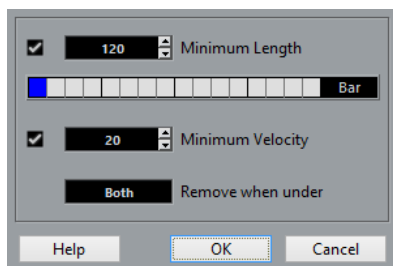 120 Minimum Length
Bar
20 Minimum Velocity
Both Remove when under
Help OK Cancel